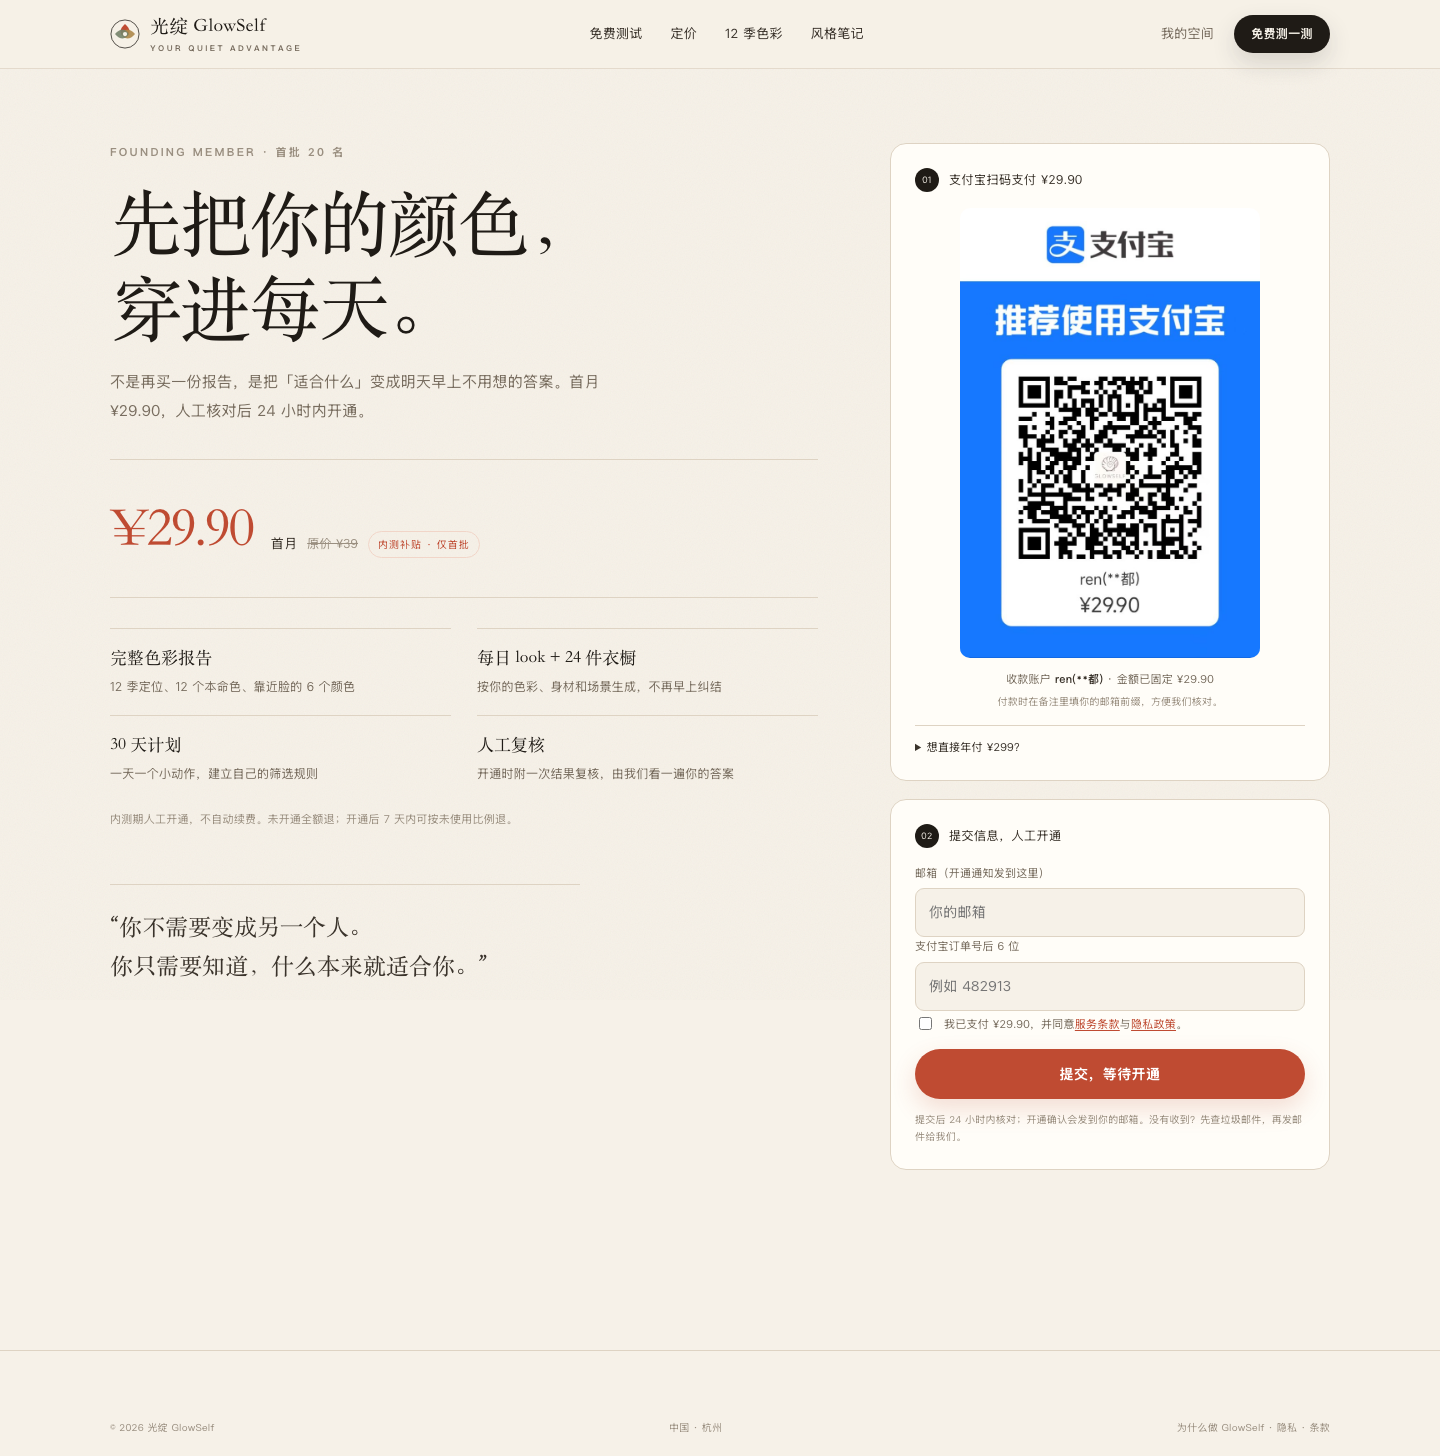 光绽 GlowSelf
YOUR QUIET ADVANTAGE
免费测试
定价
12 季色彩
风格笔记
我的空间
免费测一测
FOUNDING MEMBER · 首批 20 名
先把你的颜色，
穿进每天。
不是再买一份报告，是把「适合什么」变成明天早上不用想的答案。首月
¥29.90，人工核对后 24 小时内开通。
¥29.90 首月 原价 ¥39 内测补贴 · 仅首批
完整色彩报告
12 季定位、12 个本命色、靠近脸的 6 个颜色
每日 look + 24 件衣橱
按你的色彩、身材和场景生成，不再早上纠结
30 天计划
一天一个小动作，建立自己的筛选规则
人工复核
开通时附一次结果复核，由我们看一遍你的答案
内测期人工开通，不自动续费。未开通全额退；开通后 7 天内可按未使用比例退。
“你不需要变成另一个人。
你只需要知道，什么本来就适合你。”
01 支付宝扫码支付 ¥29.90
支 支付宝
推荐使用支付宝
ren(**都)
¥29.90
收款账户 ren(**都) · 金额已固定 ¥29.90
付款时在备注里填你的邮箱前缀，方便我们核对。
想直接年付 ¥299?
02 提交信息，人工开通
邮箱（开通通知发到这里）
你的邮箱
支付宝订单号后 6 位
例如 482913
我已支付 ¥29.90，并同意服务条款与隐私政策。
提交，等待开通
提交后 24 小时内核对；开通确认会发到你的邮箱。没有收到？先查垃圾邮件，再发邮
件给我们。
© 2026 光绽 GlowSelf
中国 · 杭州
为什么做 GlowSelf · 隐私 · 条款